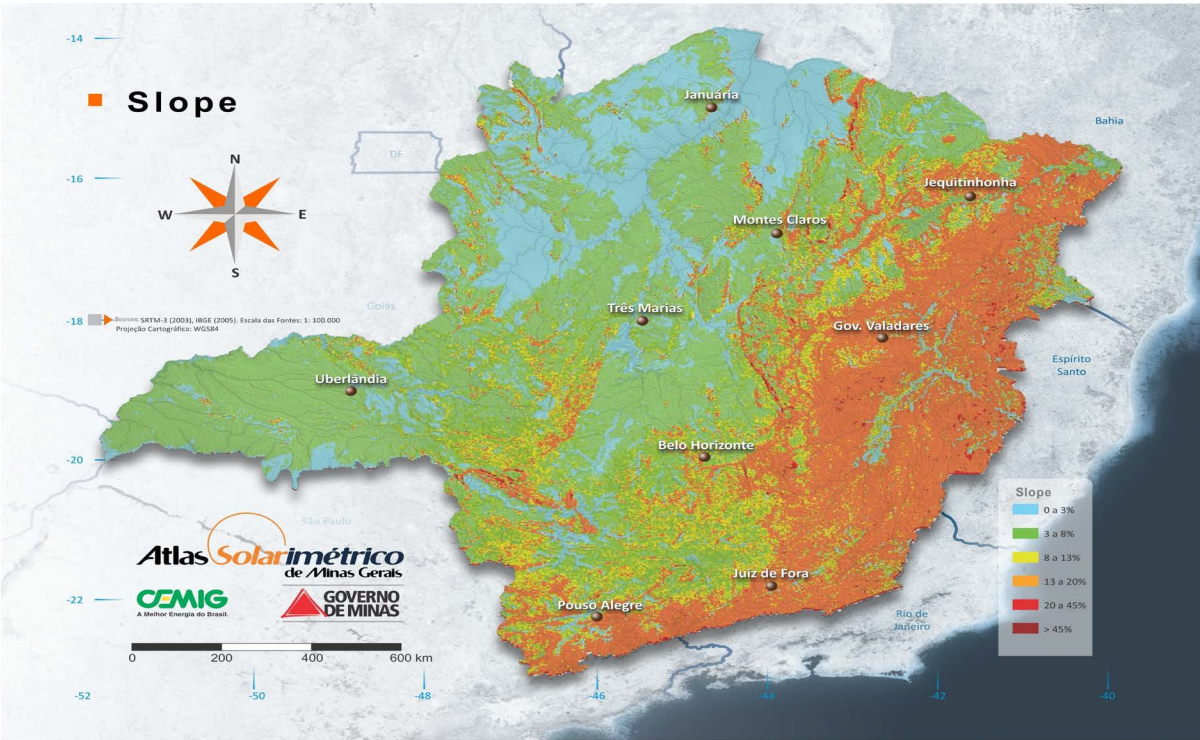 -14
Slope
Januária
Bahia
DF
N
-16
W
E
S
Jequitinhonha
Montes Claros
Goiás
Três Marias
-18
Sources: SRTM-3 (2003), IBGE (2005). Escala das Fontes: 1: 100.000
Projeção Cartográfica: WGS84
Gov. Valadares
Espírito
Santo
Uberlândia
Belo Horizonte
-20
Slope
0 a 3%
3 a 8%
8 a 13%
13 a 20%
20 a 45%
> 45%
São Paulo
Atlas Solarimétrico
de Minas Gerais
CEMIG
A Melhor Energia do Brasil.
GOVERNO
DE MINAS
Juiz de Fora
-22
Pouso Alegre
Rio de
Janeiro
0 200 400 600 km
-52 -50 -48 -46 -44 -42 -40